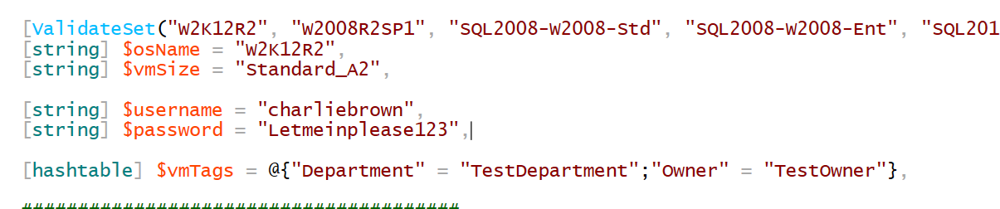 [ValidateSet("W2K12R2", "W2008R2SP1", "SQL2008-W2008-Std", "SQL2008-W2008-Ent", "SQL201
[string] $osName = "W2K12R2",
[string] $vmSize = "Standard_A2",
[string] $username = "charliebrown",
[string] $password = "Letmeinplease123",
[hashtable] $vmTags = @{"Department" = "TestDepartment";"Owner" = "TestOwner"},
#######################################